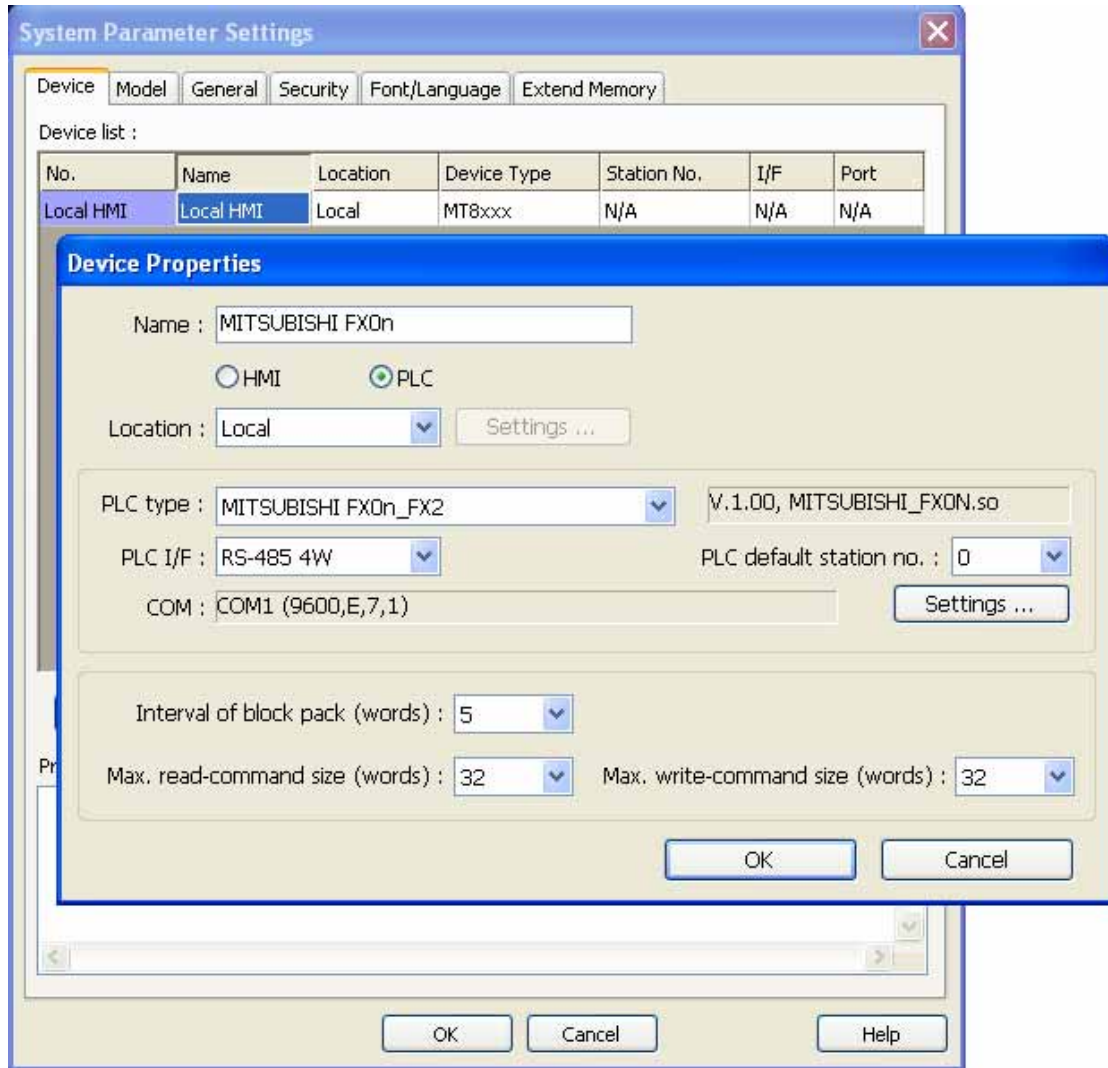 System Parameter Settings
Device Model General Security Font/Language Extend Memory
Device list :
No. Name Location Device Type Station No. I/F Port
Local HMI Local HMI Local MT8xxx N/A N/A N/A
Device Properties
Name : MITSUBISHI FX0n
HMI PLC
Location : Local Settings ...
PLC type : MITSUBISHI FX0n_FX2 V.1.00, MITSUBISHI_FX0N.so
PLC I/F : RS-485 4W PLC default station no. : 0
COM : COM1 (9600,E,7,1) Settings ...
Interval of block pack (words) : 5
Pr
Max. read-command size (words) : 32 Max. write-command size (words) : 32
OK Cancel
OK Cancel Help